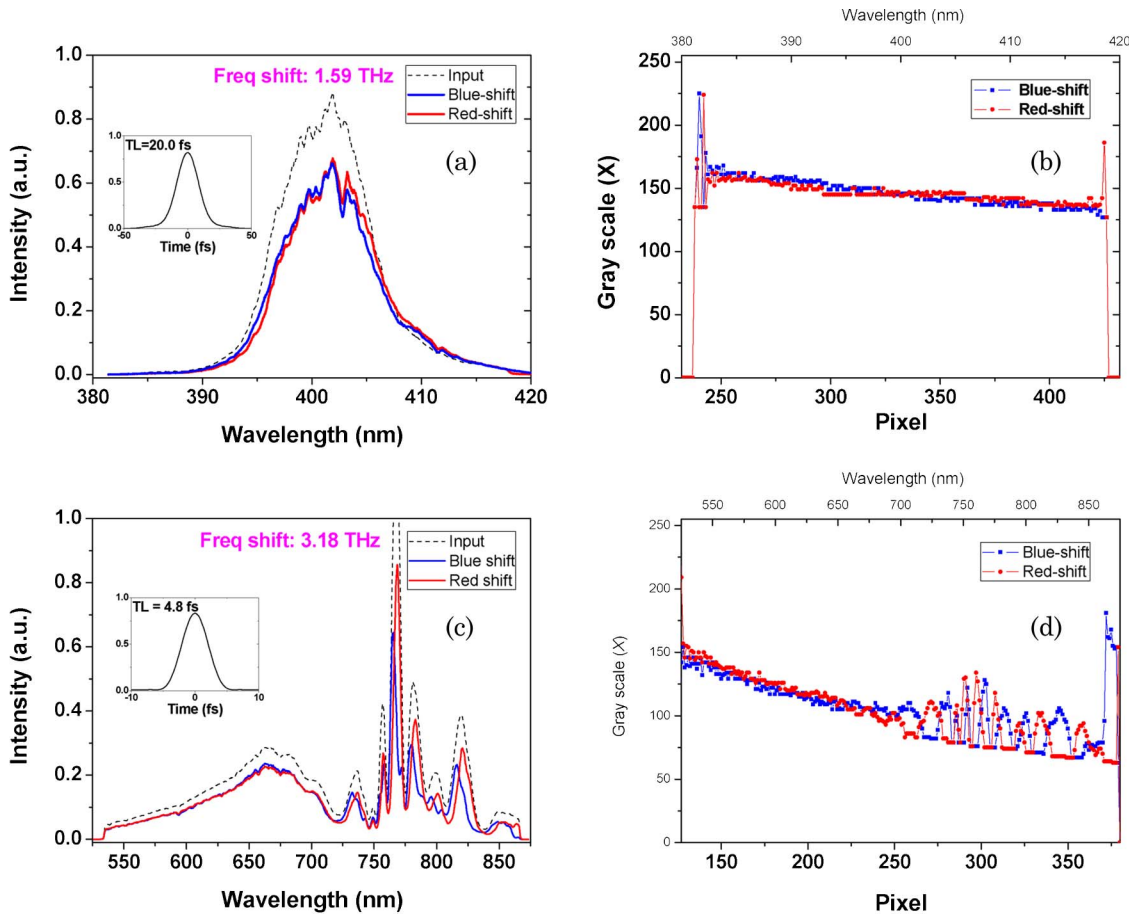 Freq shift: 1.59 THz
Input
Blue-shift
Red-shift
TL=20.0 fs
1.0
0.5
0.0
-50 0 50
Time (fs)
(a)
1.0
0.8
0.6
0.4
0.2
0.0
Intensity (a.u.)
380 390 400 410 420
Wavelength (nm)
Wavelength (nm)
380 390 400 410 420
Blue-shift
Red-shift
(b)
250
225
200
175
150
125
100
75
50
25
0
Gray scale (X)
250 300 350 400
Pixel
Freq shift: 3.18 THz
Input
Blue shift
Red shift
TL = 4.8 fs
1.0
0.5
0.0
-10 0 10
Time (fs)
(c)
1.0
0.8
0.6
0.4
0.2
0.0
Intensity (a.u.)
550 600 650 700 750 800 850
Wavelength (nm)
Wavelength (nm)
550 600 650 700 750 800 850
Blue-shift
Red-shift
(d)
250
200
150
100
50
0
Gray scale (X)
150 200 250 300 350
Pixel